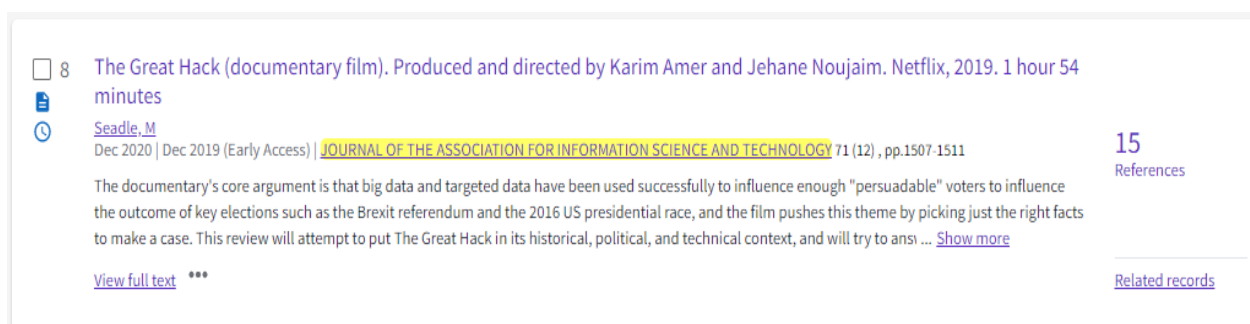 8
The Great Hack (documentary film). Produced and directed by Karim Amer and Jehane Noujaim. Netflix, 2019. 1 hour 54
minutes
Seadle, M
Dec 2020 | Dec 2019 (Early Access) | JOURNAL OF THE ASSOCIATION FOR INFORMATION SCIENCE AND TECHNOLOGY 71 (12) , pp.1507-1511
The documentary's core argument is that big data and targeted data have been used successfully to influence enough "persuadable" voters to influence
the outcome of key elections such as the Brexit referendum and the 2016 US presidential race, and the film pushes this theme by picking just the right facts
to make a case. This review will attempt to put The Great Hack in its historical, political, and technical context, and will try to ... Show more
View full text
15
References
Related records